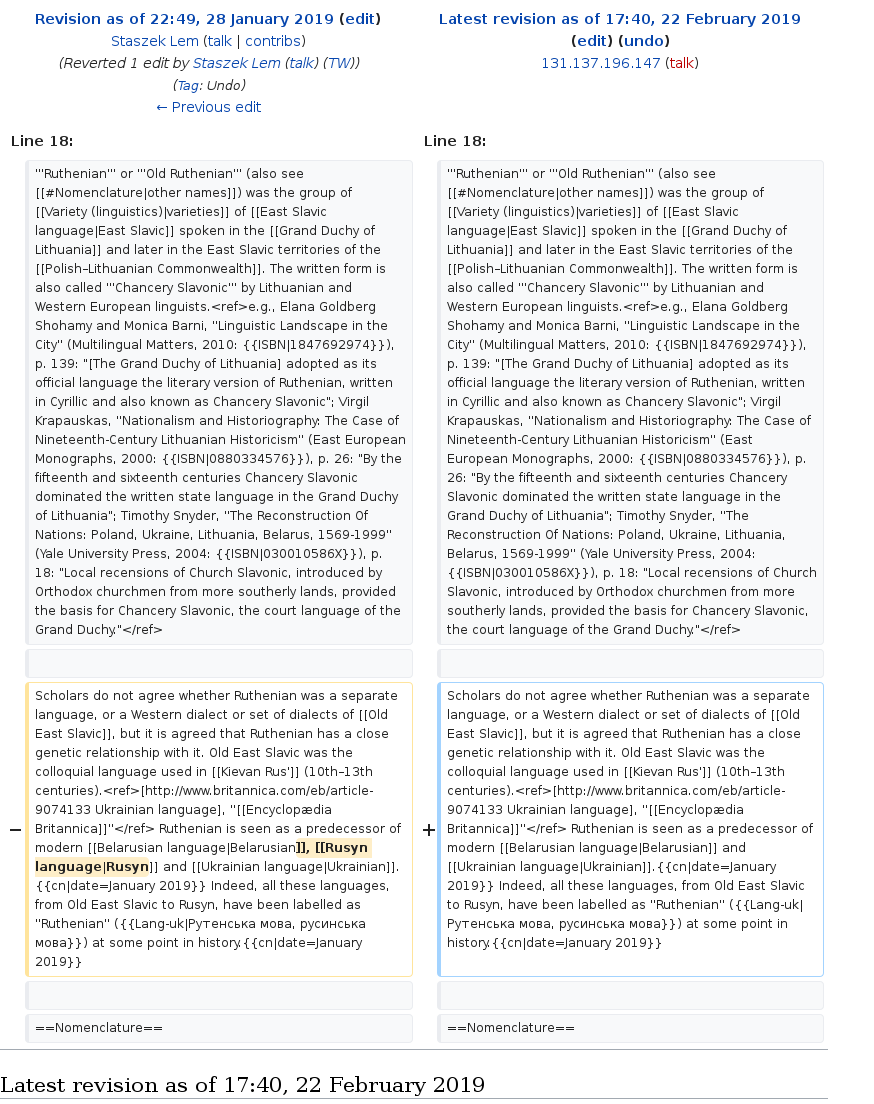 Revision as of 22:49, 28 January 2019 (edit)
Staszek Lem (talk | contribs)
(Reverted 1 edit by Staszek Lem (talk) (TW))
(Tag: Undo)
← Previous edit
Latest revision as of 17:40, 22 February 2019
(edit) (undo)
131.137.196.147 (talk)
Line 18:
Line 18:
'''Ruthenian''' or '''Old Ruthenian''' (also see
[[#Nomenclature|other names]]) was the group of
[[Variety (linguistics)|varieties]] of [[East Slavic
language|East Slavic]] spoken in the [[Grand Duchy of
Lithuania]] and later in the East Slavic territories of the
[[Polish–Lithuanian Commonwealth]]. The written form is
also called '''Chancery Slavonic''' by Lithuanian and
Western European linguists.<ref>e.g., Elana Goldberg
Shohamy and Monica Barni, ''Linguistic Landscape in the
City'' (Multilingual Matters, 2010: {{ISBN|1847692974}}),
p. 139: "[The Grand Duchy of Lithuania] adopted as its
official language the literary version of Ruthenian, written
in Cyrillic and also known as Chancery Slavonic"; Virgil
Krapauskas, ''Nationalism and Historiography: The Case of
Nineteenth-Century Lithuanian Historicism'' (East European
Monographs, 2000: {{ISBN|0880334576}}), p. 26: "By the
fifteenth and sixteenth centuries Chancery Slavonic
dominated the written state language in the Grand Duchy
of Lithuania"; Timothy Snyder, ''The Reconstruction Of
Nations: Poland, Ukraine, Lithuania, Belarus, 1569-1999''
(Yale University Press, 2004: {{ISBN|030010586X}}), p.
18: "Local recensions of Church Slavonic, introduced by
Orthodox churchmen from more southerly lands, provided
the basis for Chancery Slavonic, the court language of the
Grand Duchy."</ref>
'''Ruthenian''' or '''Old Ruthenian''' (also see
[[#Nomenclature|other names]]) was the group of
[[Variety (linguistics)|varieties]] of [[East Slavic
language|East Slavic]] spoken in the [[Grand Duchy of
Lithuania]] and later in the East Slavic territories of the
[[Polish–Lithuanian Commonwealth]]. The written form is
also called '''Chancery Slavonic''' by Lithuanian and
Western European linguists.<ref>e.g., Elana Goldberg
Shohamy and Monica Barni, ''Linguistic Landscape in the
City'' (Multilingual Matters, 2010: {{ISBN|1847692974}}),
p. 139: "[The Grand Duchy of Lithuania] adopted as its
official language the literary version of Ruthenian, written
in Cyrillic and also known as Chancery Slavonic"; Virgil
Krapauskas, ''Nationalism and Historiography: The Case of
Nineteenth-Century Lithuanian Historicism'' (East
European Monographs, 2000: {{ISBN|0880334576}}), p.
26: "By the fifteenth and sixteenth centuries Chancery
Slavonic dominated the written state language in the
Grand Duchy of Lithuania"; Timothy Snyder, ''The
Reconstruction Of Nations: Poland, Ukraine, Lithuania,
Belarus, 1569-1999'' (Yale University Press, 2004:
{{ISBN|030010586X}}), p. 18: "Local recensions of Church
Slavonic, introduced by Orthodox churchmen from more
southerly lands, provided the basis for Chancery Slavonic,
the court language of the Grand Duchy."</ref>
−
Scholars do not agree whether Ruthenian was a separate
language, or a Western dialect or set of dialects of [[Old
East Slavic]], but it is agreed that Ruthenian has a close
genetic relationship with it. Old East Slavic was the
colloquial language used in [[Kievan Rus']] (10th–13th
centuries).<ref>[http://www.britannica.com/eb/article-
9074133 Ukrainian language], ''[[Encyclopædia
Britannica]]''</ref> Ruthenian is seen as a predecessor of
modern [[Belarusian language|Belarusian]], [[Rusyn
language|Rusyn]] and [[Ukrainian language|Ukrainian]].
{{cn|date=January 2019}} Indeed, all these languages,
from Old East Slavic to Rusyn, have been labelled as
"Ruthenian" ({{Lang-uk|Рутенська мова, русинська
мова}}) at some point in history.{{cn|date=January
2019}}
+
Scholars do not agree whether Ruthenian was a separate
language, or a Western dialect or set of dialects of [[Old
East Slavic]], but it is agreed that Ruthenian has a close
genetic relationship with it. Old East Slavic was the
colloquial language used in [[Kievan Rus']] (10th–13th
centuries).<ref>[http://www.britannica.com/eb/article-
9074133 Ukrainian language], ''[[Encyclopædia
Britannica]]''</ref> Ruthenian is seen as a predecessor of
modern [[Belarusian language|Belarusian]] and
[[Ukrainian language|Ukrainian]].{{cn|date=January
2019}} Indeed, all these languages, from Old East Slavic
to Rusyn, have been labelled as "Ruthenian" ({{Lang-uk|
Рутенська мова, русинська мова}}) at some point in
history.{{cn|date=January 2019}}
==Nomenclature==
==Nomenclature==
Latest revision as of 17:40, 22 February 2019